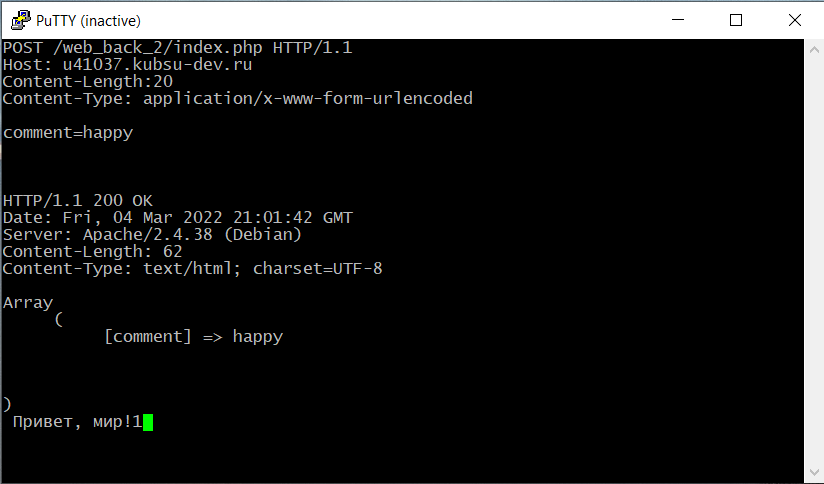 PuTTY (inactive)
POST /web_back_2/index.php HTTP/1.1
Host: u41037.kubsu-dev.ru
Content-Length:20
Content-Type: application/x-www-form-urlencoded
comment=happy
HTTP/1.1 200 OK
Date: Fri, 04 Mar 2022 21:01:42 GMT
Server: Apache/2.4.38 (Debian)
Content-Length: 62
Content-Type: text/html; charset=UTF-8
Array
(
[comment] => happy
)
Привет, мир!1